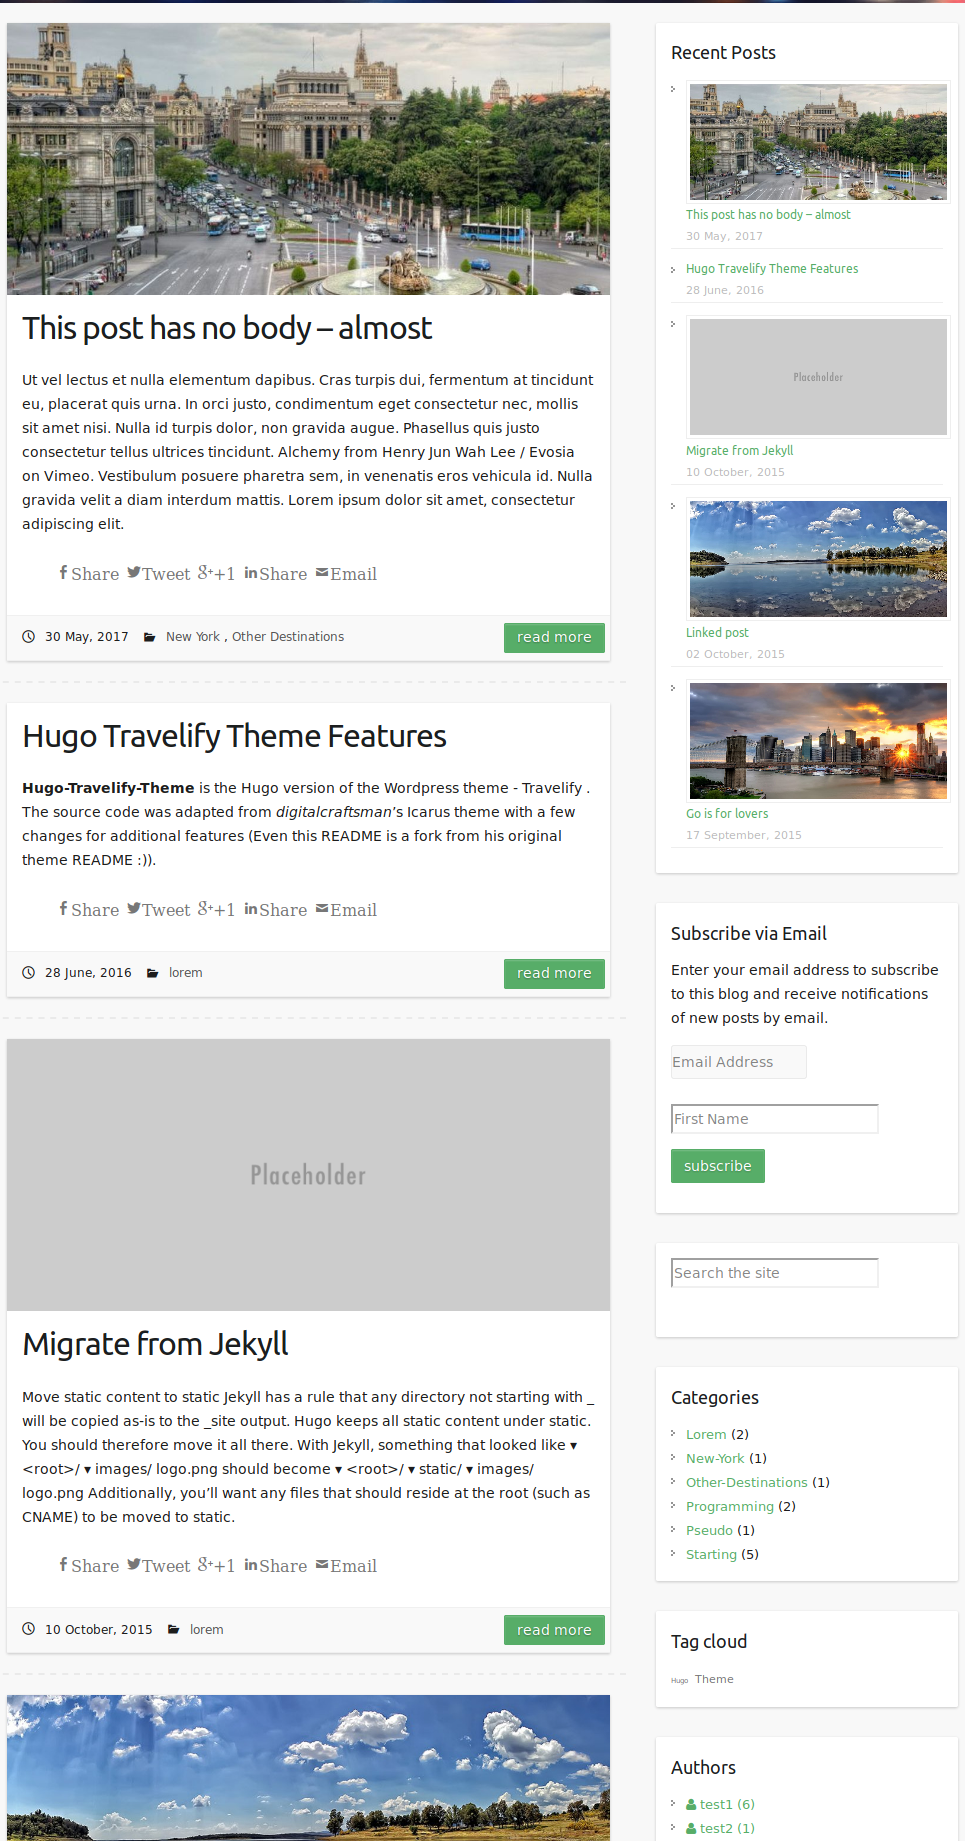 This post has no body – almost
Ut vel lectus et nulla elementum dapibus. Cras turpis dui, fermentum at tincidunt
eu, placerat quis urna. In orci justo, condimentum eget consectetur nec, mollis
sit amet nisi. Nulla id turpis dolor, non gravida augue. Phasellus quis justo
consectetur tellus ultrices tincidunt. Alchemy from Henry Jun Wah Lee / Evosia
on Vimeo. Vestibulum posuere pharetra sem, in venenatis eros vehicula id. Nulla
gravida velit a diam interdum mattis. Lorem ipsum dolor sit amet, consectetur
adipiscing elit.
Share Tweet +1 Share Email
30 May, 2017 New York , Other Destinations read more
Hugo Travelify Theme Features
Hugo-Travelify-Theme is the Hugo version of the Wordpress theme - Travelify .
The source code was adapted from digitalcraftsman’s Icarus theme with a few
changes for additional features (Even this README is a fork from his original
theme README :)).
Share Tweet +1 Share Email
28 June, 2016 lorem read more
Placeholder
Migrate from Jekyll
Move static content to static Jekyll has a rule that any directory not starting with _
will be copied as-is to the _site output. Hugo keeps all static content under static.
You should therefore move it all there. With Jekyll, something that looked like ▾
<root>/ ▾ images/ logo.png should become ▾ <root>/ ▾ static/ ▾ images/
logo.png Additionally, you’ll want any files that should reside at the root (such as
CNAME) to be moved to static.
Share Tweet +1 Share Email
10 October, 2015 lorem read more
Recent Posts
This post has no body – almost
30 May, 2017
Hugo Travelify Theme Features
28 June, 2016
Placeholder
Migrate from Jekyll
10 October, 2015
Linked post
02 October, 2015
Go is for lovers
17 September, 2015
Subscribe via Email
Enter your email address to subscribe
to this blog and receive notifications
of new posts by email.
Email Address
First Name
subscribe
Search the site
Categories
Lorem (2)
New-York (1)
Other-Destinations (1)
Programming (2)
Pseudo (1)
Starting (5)
Tag cloud
Hugo Theme
Authors
test1 (6)
test2 (1)